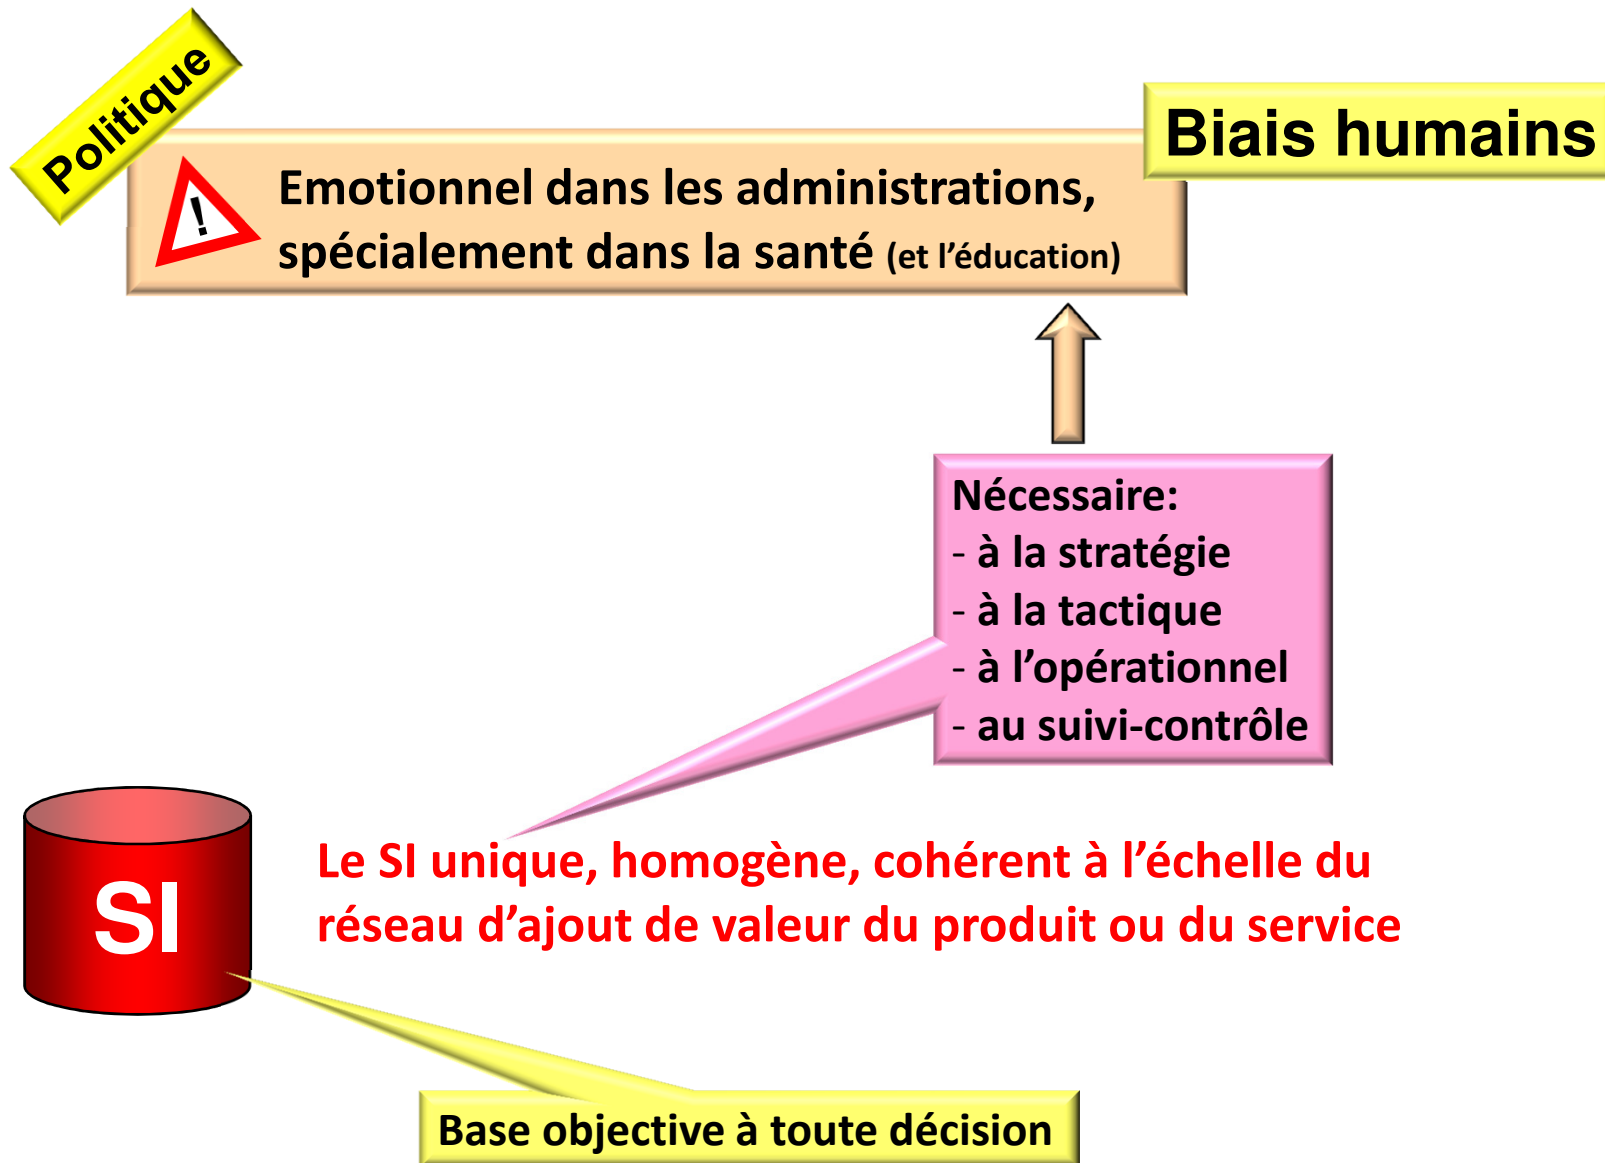 Politique
Biais humains
!
Emotionnel dans les administrations,
spécialement dans la santé (et l’éducation)
Nécessaire:
- à la stratégie
- à la tactique
- à l’opérationnel
- au suivi-contrôle
SI
Le SI unique, homogène, cohérent à l’échelle du
réseau d’ajout de valeur du produit ou du service
Base objective à toute décision